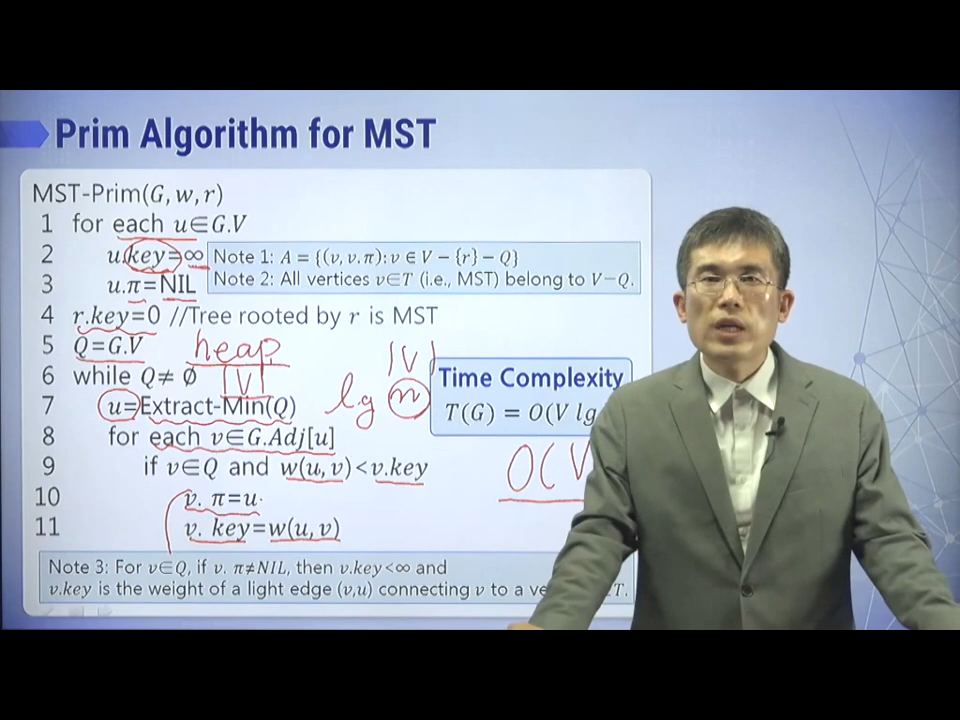 Prim Algorithm for MST
MST-Prim(G, w, r)
1 for each u∈G.V
2 u.key=∞
3 u.π=NIL
Note 1: A = {(v, v.π): v ∈ V − {r} − Q}
Note 2: All vertices v∈T (i.e., MST) belong to V−Q.
4 r.key=0 //Tree rooted by r is MST
5 Q=G.V
heap
6 while Q≠ ∅
|V|
|V|
7 u=Extract-Min(Q)
lg n
Time Complexity
T(G) = O(V lg
8 for each v∈G.Adj[u]
9 if v∈Q and w(u, v)<v.key
O(V
10 v. π=u
11 v. key=w(u, v)
Note 3: For v∈Q, if v. π≠NIL, then v.key<∞ and
v.key is the weight of a light edge (v,u) connecting v to a T.